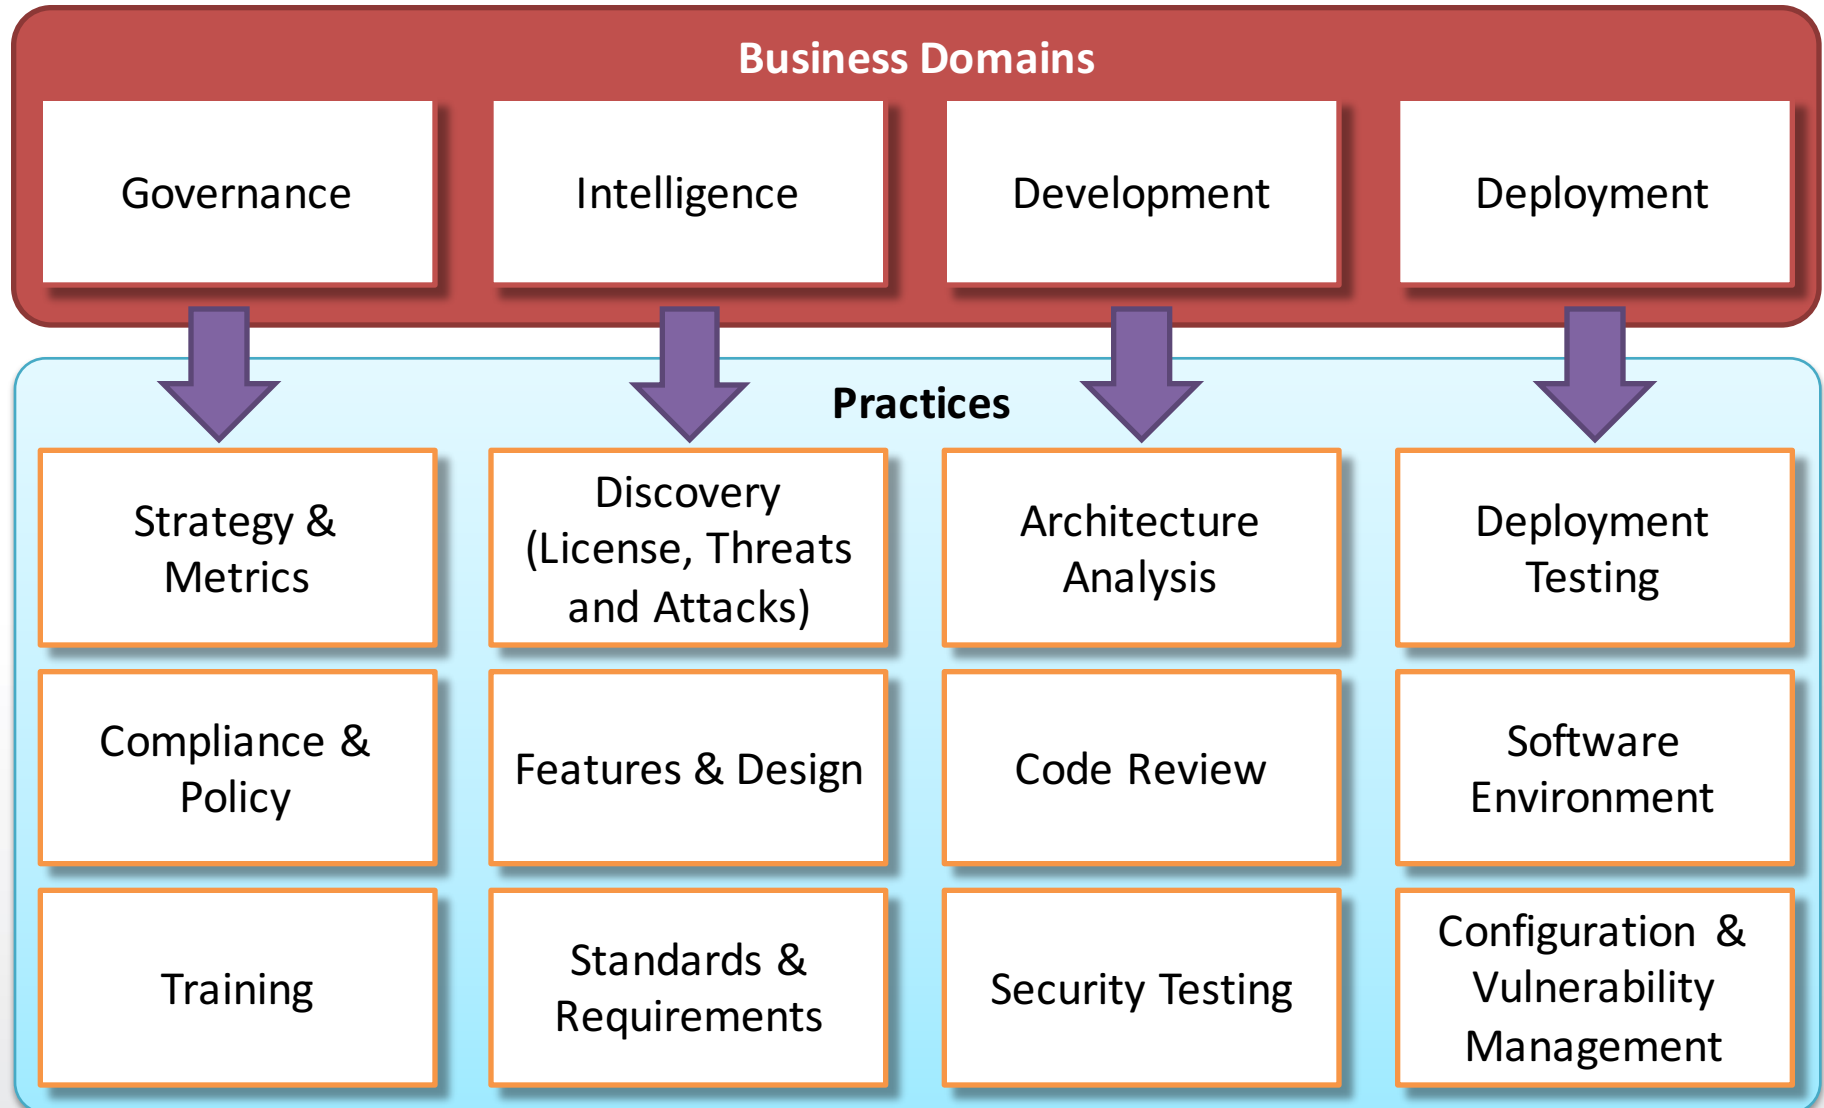 Business Domains
Governance
Intelligence
Development
Deployment
Practices
Strategy &
Metrics
Discovery
(License, Threats
and Attacks)
Architecture
Analysis
Deployment
Testing
Compliance &
Policy
Features & Design
Code Review
Software
Environment
Training
Standards &
Requirements
Security Testing
Configuration &
Vulnerability
Management